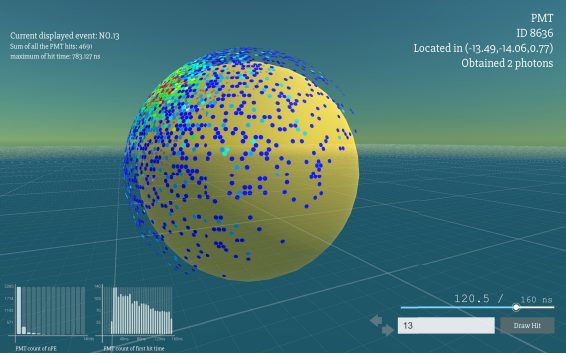 Current displayed event: NO.13
Sum of all the PMT hits: 4691
maximum of hit time: 783.127 ns
PMT
ID 8636
Located in (-13.49,-14.06,0.77)
Obtained 2 photons
120.5 / 160 ns
13
Draw Hit
PMT count of nPE
PMT count of first hit time